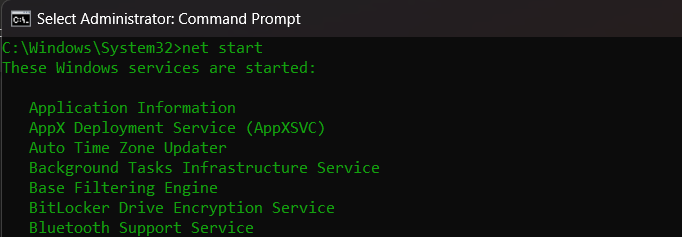 Select Administrator: Command Prompt
C:\Windows\System32>net start
These Windows services are started:
Application Information
AppX Deployment Service (AppXSVC)
Auto Time Zone Updater
Background Tasks Infrastructure Service
Base Filtering Engine
BitLocker Drive Encryption Service
Bluetooth Support Service